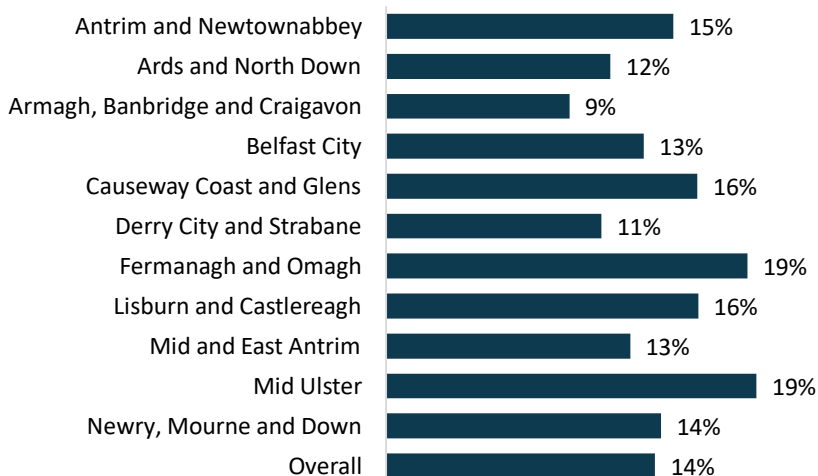 Antrim and Newtownabbey 15%
Ards and North Down 12%
Armagh, Banbridge and Craigavon 9%
Belfast City 13%
Causeway Coast and Glens 16%
Derry City and Strabane 11%
Fermanagh and Omagh 19%
Lisburn and Castlereagh 16%
Mid and East Antrim 13%
Mid Ulster 19%
Newry, Mourne and Down 14%
Overall 14%